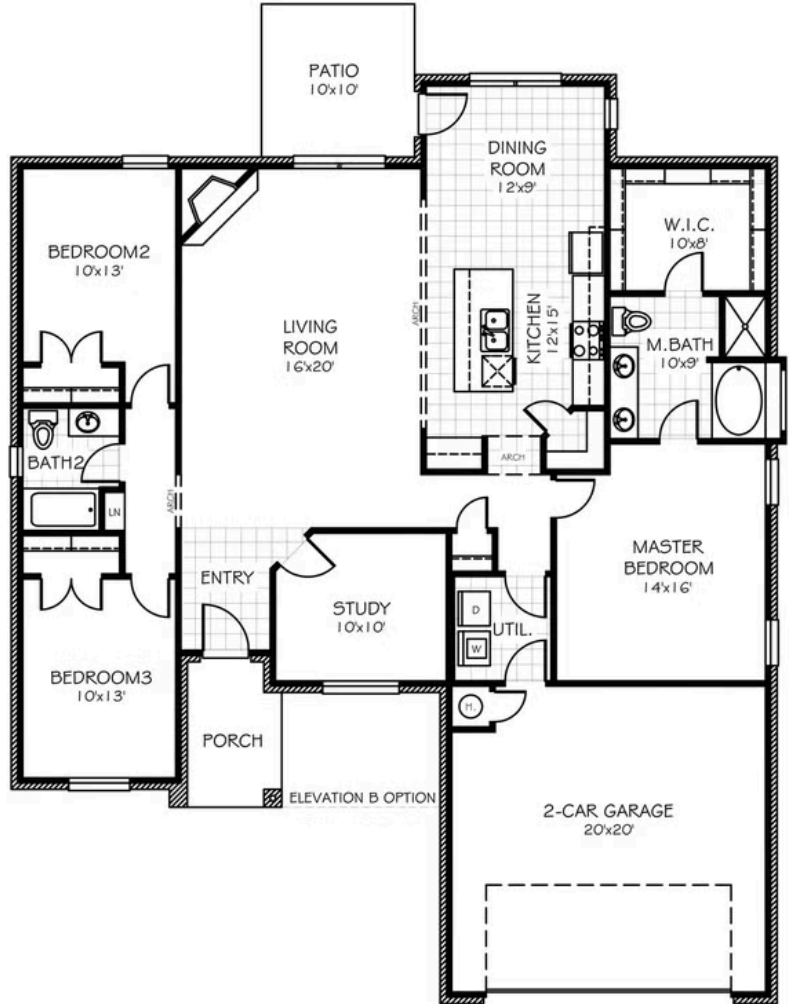 PATIO
10'x10'
DINING
ROOM
12'x9'
W.I.C.
10'x8'
BEDROOM2
10'x13'
LIVING
ROOM
16'x20'
ARCH
KITCHEN
12'x15'
M.BATH
10'x9'
BATH2
LN
ARCH
ARCH
MASTER
BEDROOM
14'x16'
ENTRY
STUDY
10'x10'
D
UTIL.
W
BEDROOM3
10'x13'
H.
PORCH
ELEVATION B OPTION
2-CAR GARAGE
20'x20'